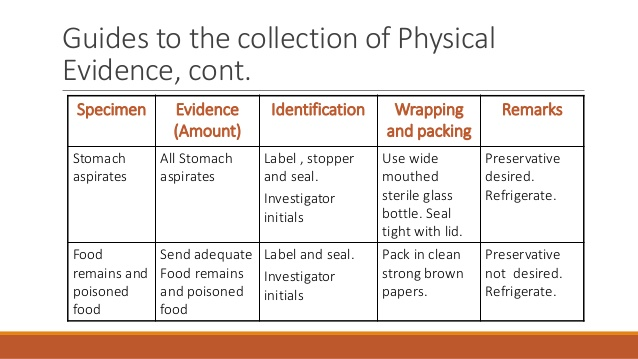 Guides to the collection of Physical
Evidence, cont.
Specimen
Evidence
(Amount)
Identification
Wrapping
and packing
Remarks
Stomach
aspirates
All Stomach
aspirates
Label , stopper
and seal.
Investigator
initials
Use wide
mouthed
sterile glass
bottle. Seal
tight with lid.
Preservative
desired.
Refrigerate.
Food
remains and
poisoned
food
Send adequate
Food remains
and poisoned
food
Label and seal.
Investigator
initials
Pack in clean
strong brown
papers.
Preservative
not  desired.
Refrigerate.